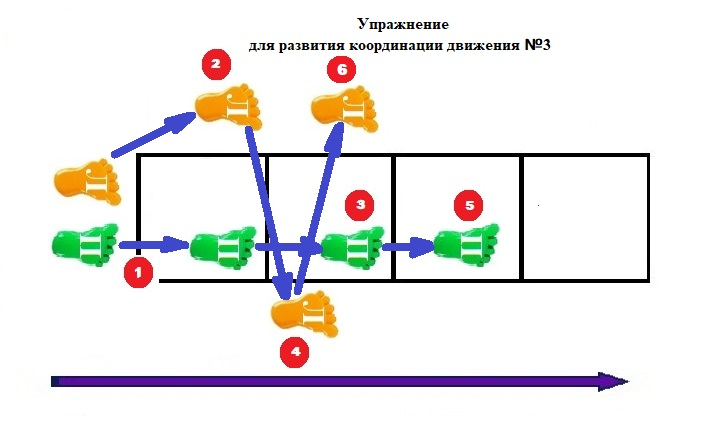 Упражнение
для развития координации движения №3
2
6
Л
Л
Л
3
5
П
П
П
П
1
Л
4